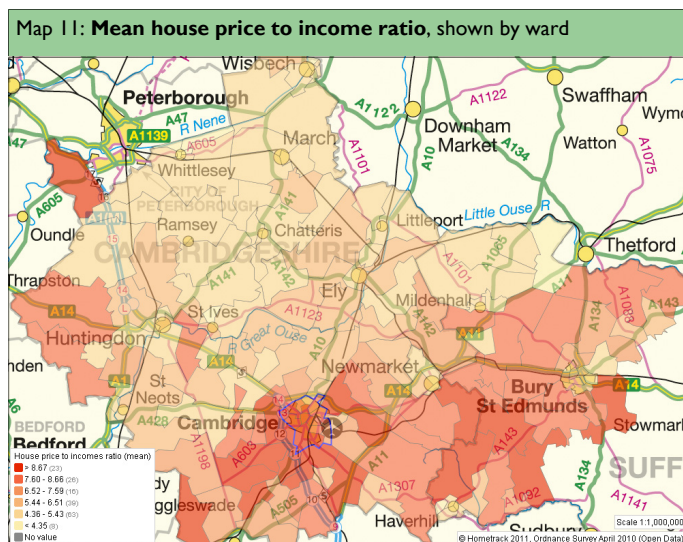 Map 11: Mean house price to income ratio, shown by ward
Wisbech
Swaffham
Peterborough
A47
A1122
A1122
R Nene
Downham
Market
A134
Watton
A1075
A47
A1139
A605
March
A1101
A10
Whittlesey
CITY OF
PETERBOROUGH
A605
A141
Oundle
Ramsey
Chatteris
Littleport
Little Ouse R
Thetford
CAMBRIDGESHIRE
A1101
A1065
A11
Thrapston
A141
A142
Ely
Mildenhall
A134
A143
A14
St Ives
A1123
A142
Huntingdon
R Great Ouse
A14
A10
A14
A1
Newmarket
A14
Bury
St Edmunds
A14
St
Neots
A428
Cambridge
A6
BEDFORD
Bedford
A603
A1198
A11
A143
A134
SUFF
A505
A1307
A1092
A1141
Haverhill
Sudbury
House price to incomes ratio (mean)
> 8.67 (23)
7.60 - 8.66 (26)
6.52 - 7.59 (16)
5.44 - 6.51 (39)
4.36 - 5.43 (63)
< 4.35 (8)
No value
Scale 1:1,000,000
© Hometrack 2011, Ordnance Survey April 2010 (Open Data)